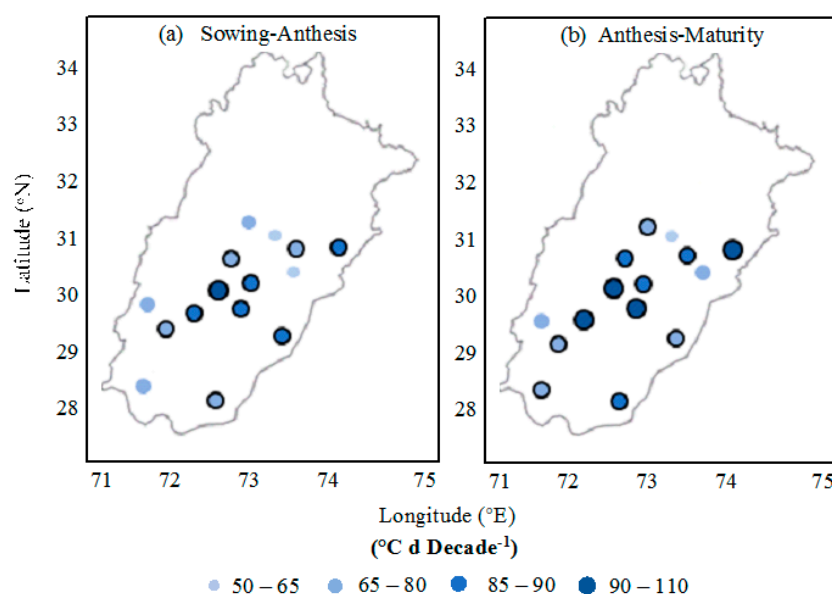 (a) Sowing-Anthesis
(b) Anthesis-Maturity
34
33
32
31
30
29
28
34
33
32
31
30
29
28
Latitude (°N)
71 72 73 74 75
71 72 73 74 75
Longitude (°E)
(°C d Decade⁻¹)
50 – 65 65 – 80 85 – 90 90 – 110